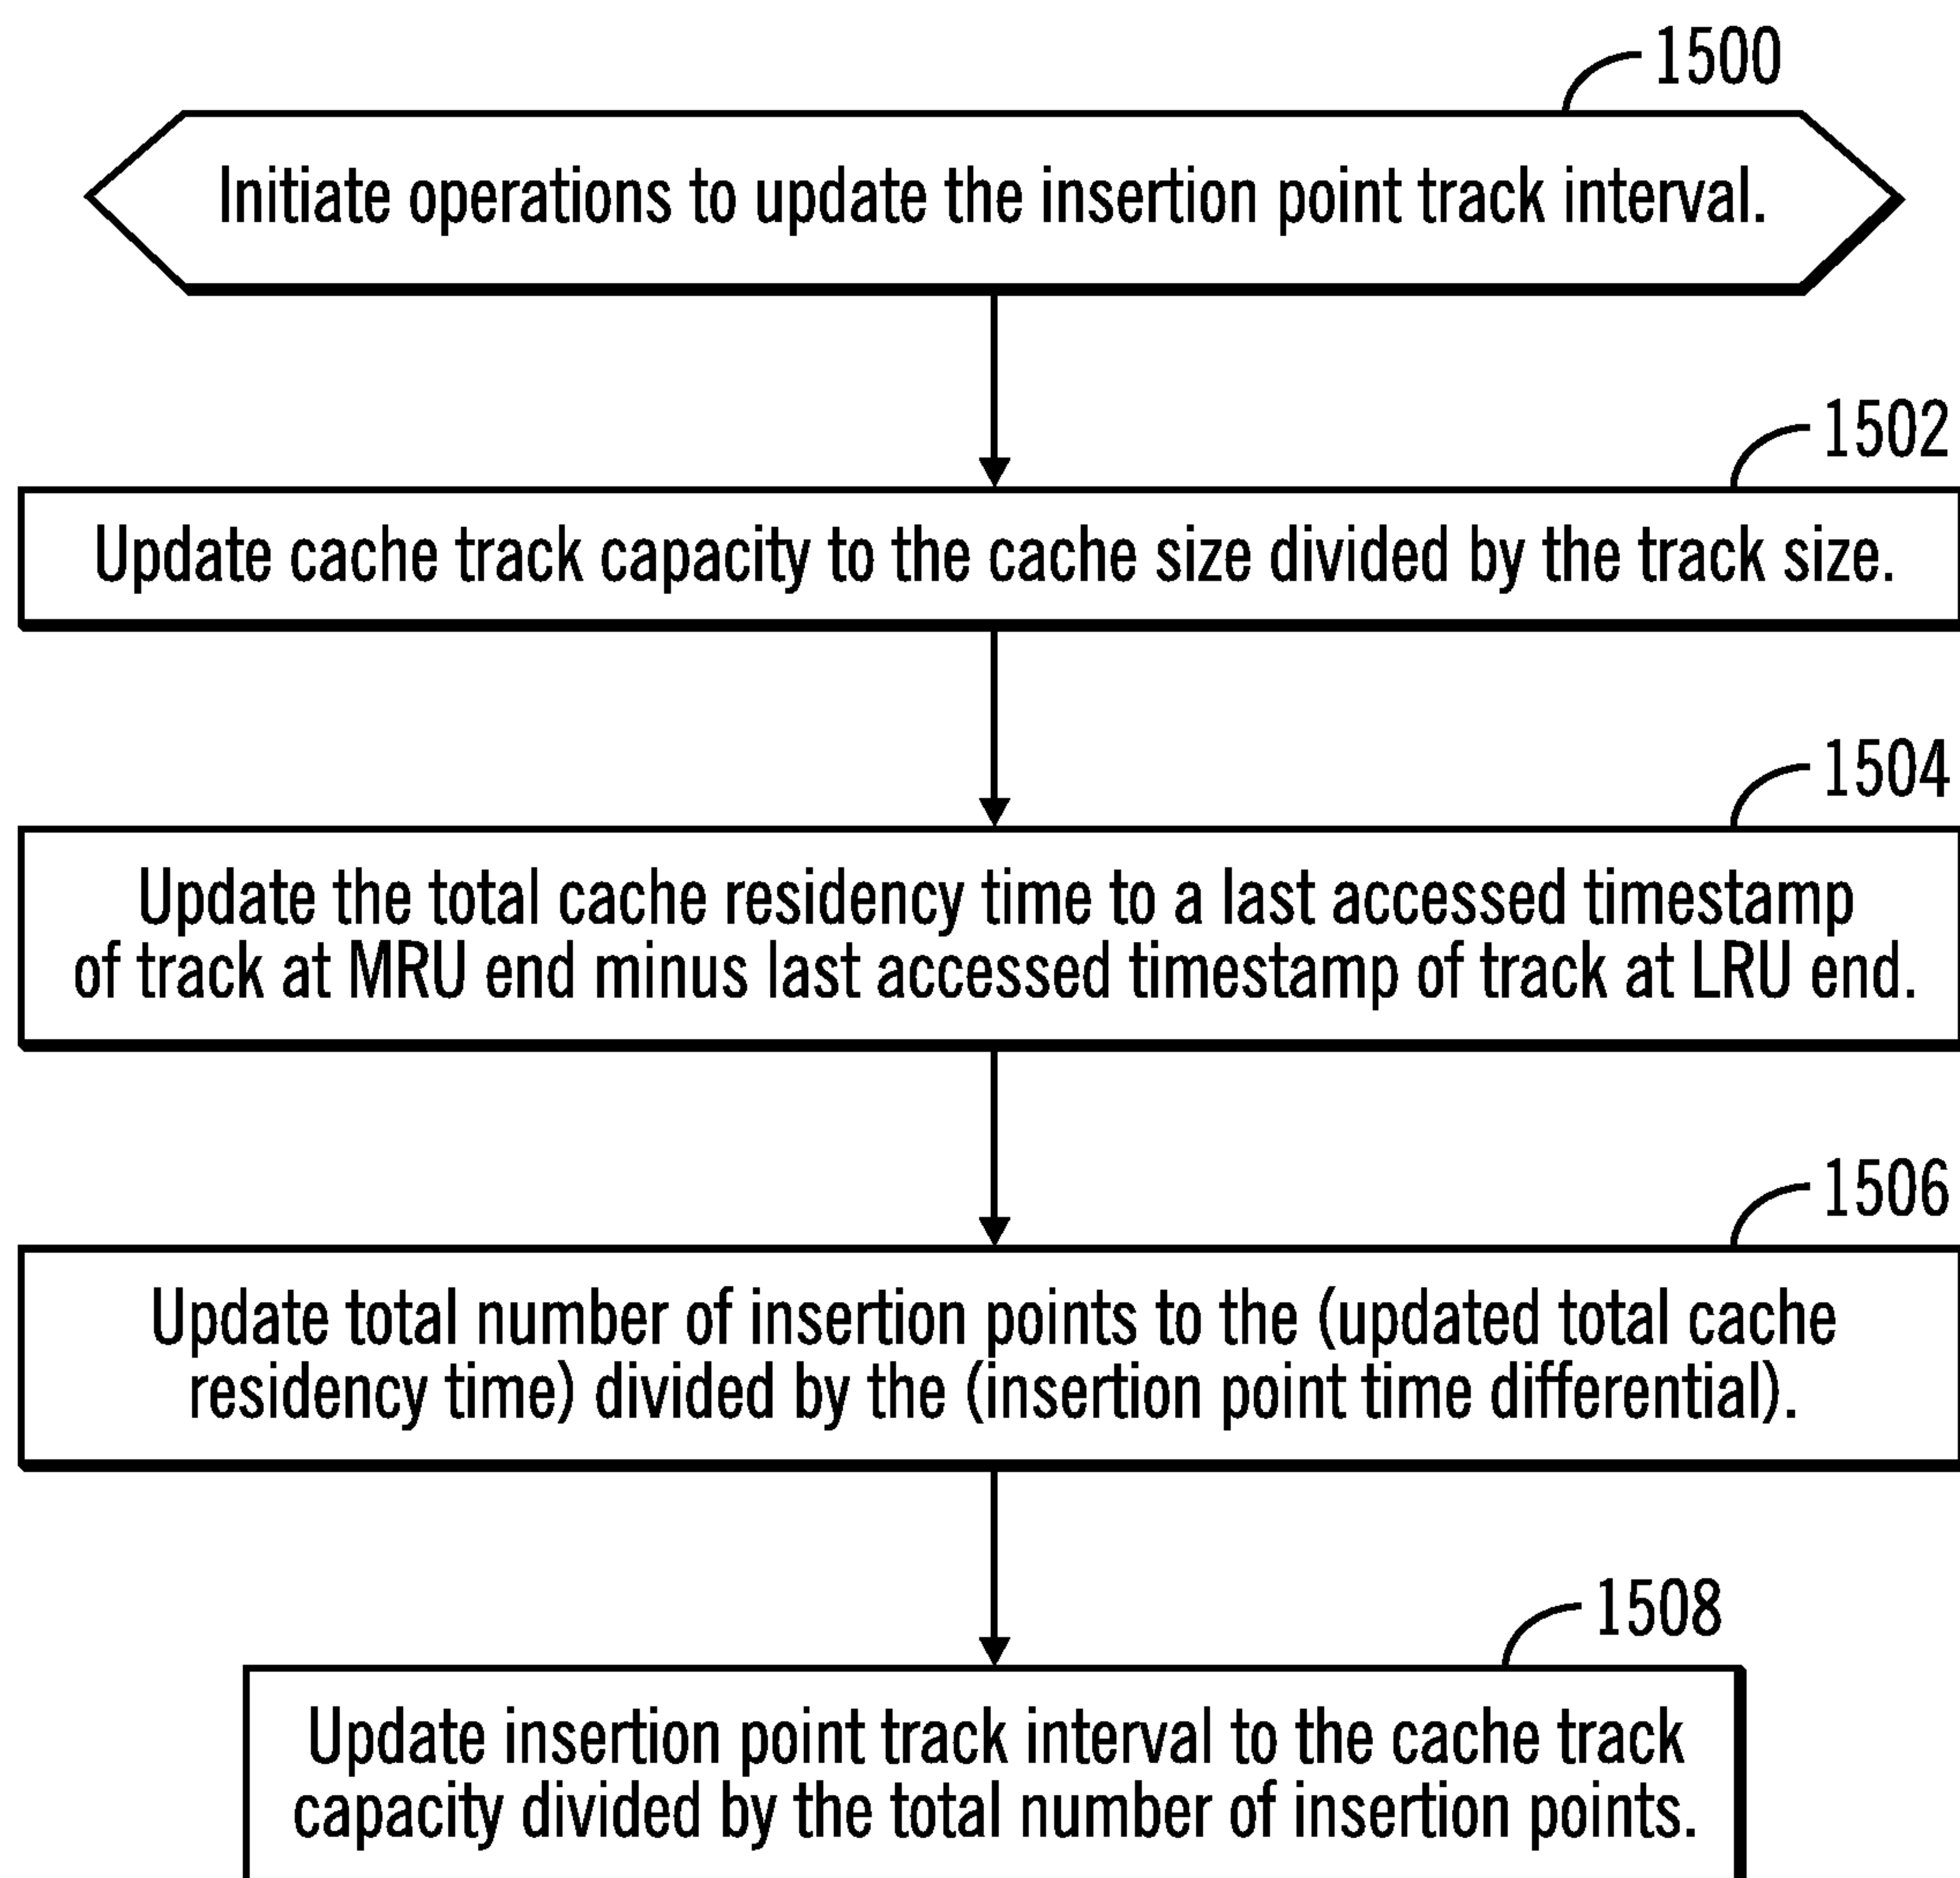 1500
Initiate operations to update the insertion point track interval.
1502
Update cache track capacity to the cache size divided by the track size.
1504
Update the total cache residency time to a last accessed timestamp
of track at MRU end minus last accessed timestamp of track at LRU end.
1506
Update total number of insertion points to the (updated total cache
residency time) divided by the (insertion point time differential).
1508
Update insertion point track interval to the cache track
capacity divided by the total number of insertion points.